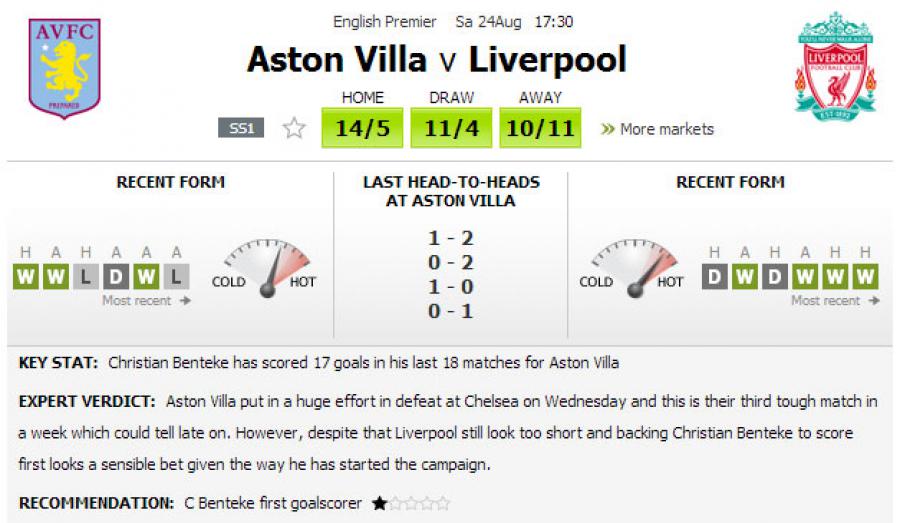 English Premier Sa 24Aug 17:30
AVFC
PREPARED
Aston Villa v Liverpool
YOU'LL NEVER WALK ALONE
LIVERPOOL
FOOTBALL CLUB
EST·1892
HOME DRAW AWAY
SS1 14/5 11/4 10/11 » More markets
RECENT FORM
H A H A A A
W W L D W L
Most recent
COLD HOT
LAST HEAD-TO-HEADS
AT ASTON VILLA
1 - 2
0 - 2
1 - 0
0 - 1
RECENT FORM
COLD HOT
H A H A H H
D W D W W W
Most recent
KEY STAT: Christian Benteke has scored 17 goals in his last 18 matches for Aston Villa
EXPERT VERDICT: Aston Villa put in a huge effort in defeat at Chelsea on Wednesday and this is their third tough match in
a week which could tell late on. However, despite that Liverpool still look too short and backing Christian Benteke to score
first looks a sensible bet given the way he has started the campaign.
RECOMMENDATION: C Benteke first goalscorer